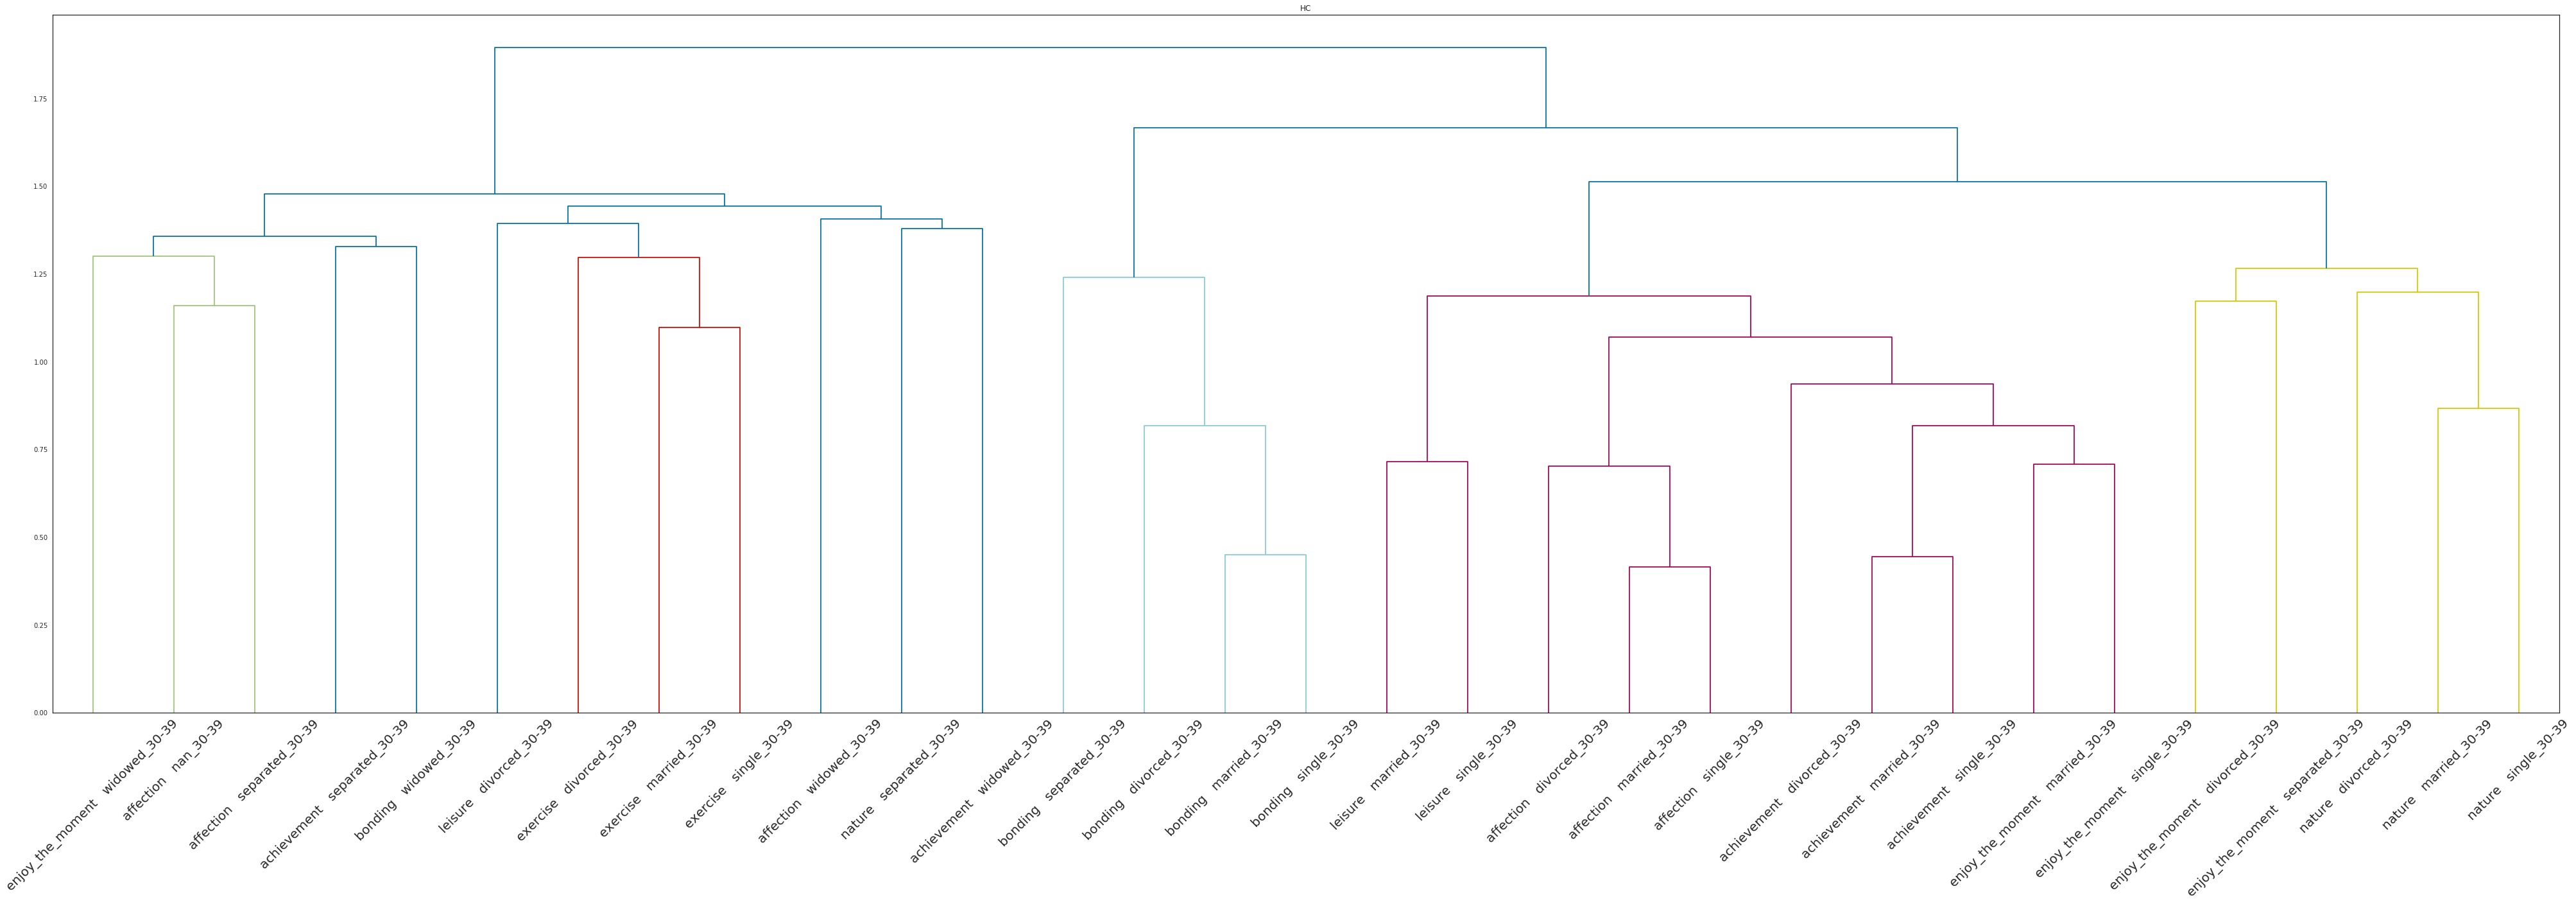 HC
1.75
1.50
1.25
1.00
0.75
0.50
0.25
0.00
enjoy_the_moment widowed_30-39
affection nan_30-39
affection separated_30-39
achievement separated_30-39
bonding widowed_30-39
leisure divorced_30-39
exercise divorced_30-39
exercise married_30-39
exercise single_30-39
affection widowed_30-39
nature separated_30-39
achievement widowed_30-39
bonding separated_30-39
bonding divorced_30-39
bonding married_30-39
bonding single_30-39
leisure married_30-39
leisure single_30-39
affection divorced_30-39
affection married_30-39
affection single_30-39
achievement divorced_30-39
achievement married_30-39
achievement single_30-39
enjoy_the_moment married_30-39
enjoy_the_moment single_30-39
enjoy_the_moment divorced_30-39
enjoy_the_moment separated_30-39
nature divorced_30-39
nature married_30-39
nature single_30-39